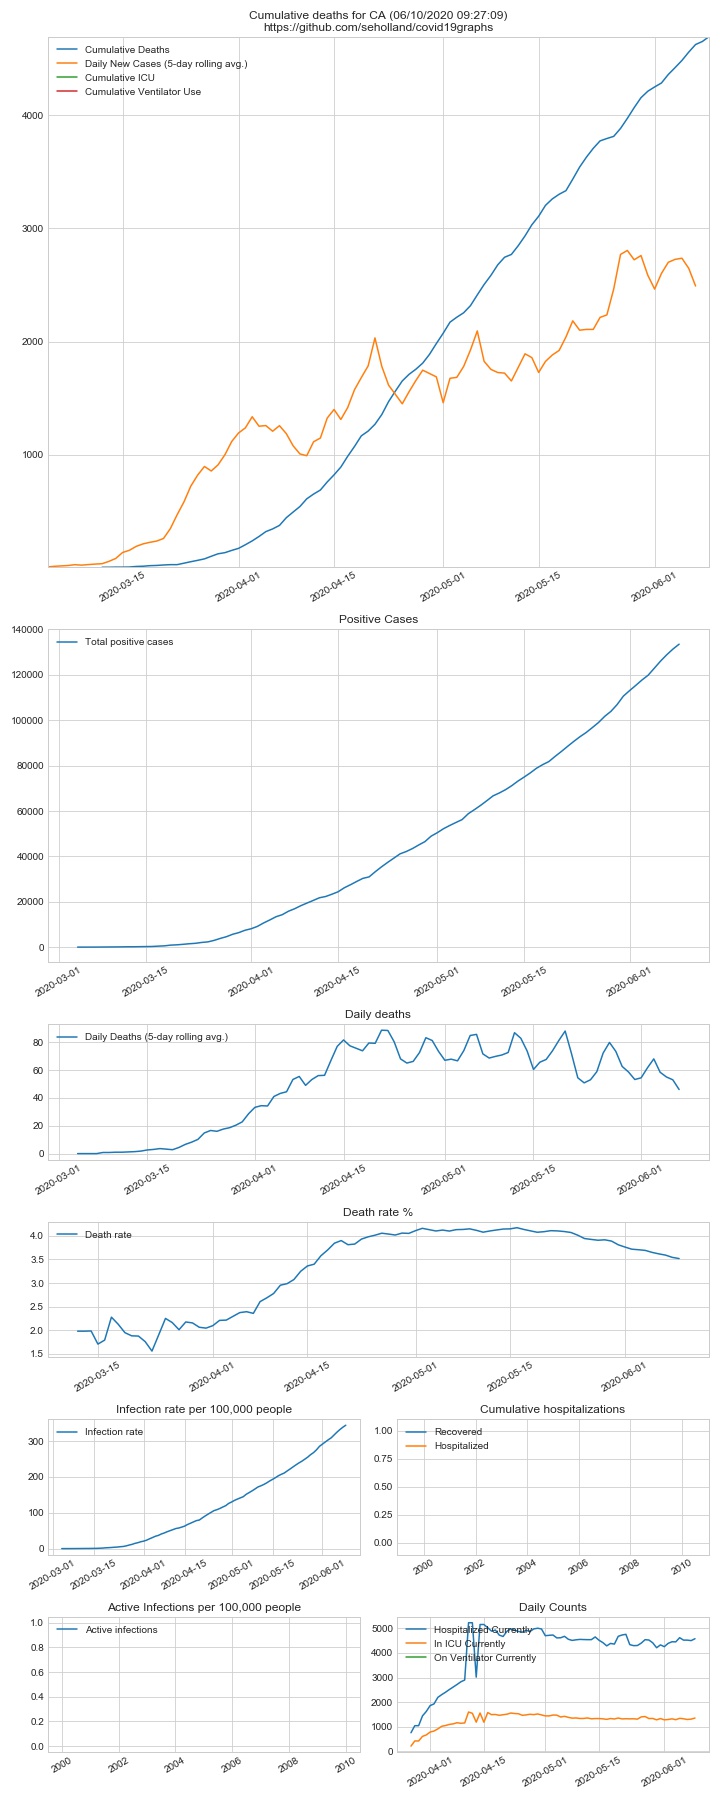 Cumulative deaths for CA (06/10/2020 09:27:09)
https://github.com/seholland/covid19graphs
Cumulative Deaths
Daily New Cases (5-day rolling avg.)
Cumulative ICU
Cumulative Ventilator Use
4000
3000
2000
1000
2020-03-15 2020-04-01 2020-04-15 2020-05-01 2020-05-15 2020-06-01
Positive Cases
Total positive cases
140000
120000
100000
80000
60000
40000
20000
0
2020-03-01 2020-03-15 2020-04-01 2020-04-15 2020-05-01 2020-05-15 2020-06-01
Daily deaths
Daily Deaths (5-day rolling avg.)
80
60
40
20
0
2020-03-01 2020-03-15 2020-04-01 2020-04-15 2020-05-01 2020-05-15 2020-06-01
Death rate %
Death rate
4.0
3.5
3.0
2.5
2.0
1.5
2020-03-15 2020-04-01 2020-04-15 2020-05-01 2020-05-15 2020-06-01
Infection rate per 100,000 people
Infection rate
300
200
100
0
2020-03-01 2020-03-15 2020-04-01 2020-04-15 2020-05-01 2020-05-15 2020-06-01
Cumulative hospitalizations
Recovered
Hospitalized
1.00
0.75
0.50
0.25
0.00
2000 2002 2004 2006 2008 2010
Active Infections per 100,000 people
Active infections
1.0
0.8
0.6
0.4
0.2
0.0
2000 2002 2004 2006 2008 2010
Daily Counts
Hospitalized Currently
In ICU Currently
On Ventilator Currently
5000
4000
3000
2000
1000
0
2020-04-01 2020-04-15 2020-05-01 2020-05-15 2020-06-01